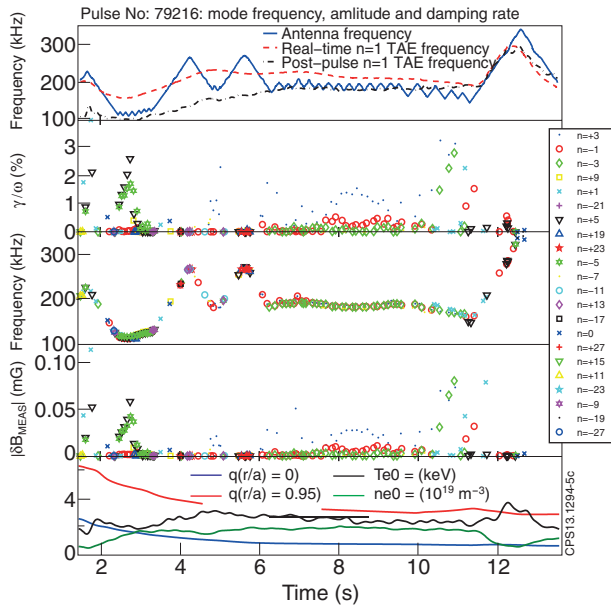 Pulse No: 79216: mode frequency, amlitude and damping rate
Antenna frequency
Real-time n=1 TAE frequency
Post-pulse n=1 TAE frequency
Frequency (kHz)
300
200
100
γ/ω (%)
3
2
1
0
Frequency (kHz)
300
200
100
|δB_MEAS| (mG)
0.10
0.05
0
n=+3
n=-1
n=-3
n=+9
n=+1
n=-21
n=+5
n=+19
n=+23
n=-5
n=-7
n=-11
n=+13
n=-17
n=0
n=+27
n=+15
n=+11
n=-23
n=-9
n=-19
n=-27
q(r/a) = 0)
q(r/a) = 0.95)
Te0 = (keV)
ne0 = (10¹⁹ m⁻³)
4
2
0
2
4
6
8
10
12
Time (s)
CPS13.1294-5c